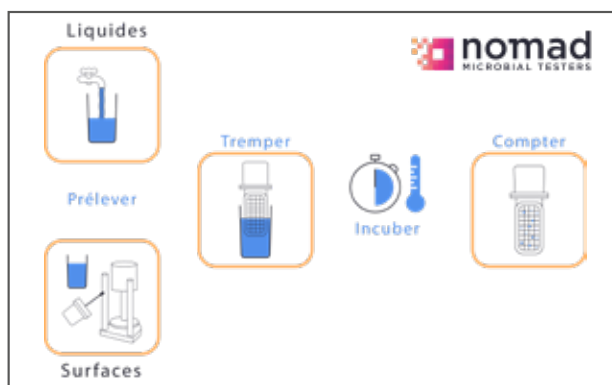 Liquides
nomad
MICROBIAL TESTERS
Tremper
Compter
Prélever
Incuber
Surfaces